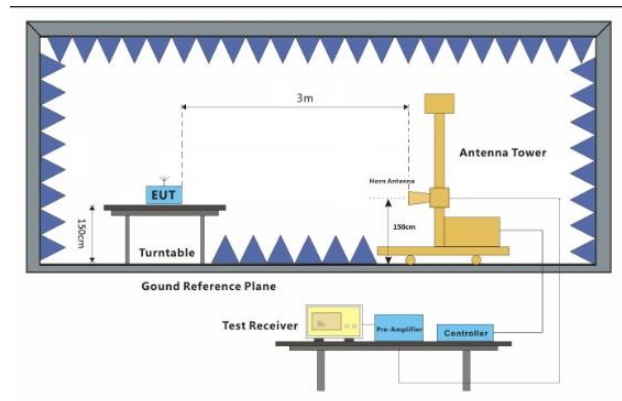 3m
Antenna Tower
Horn Antenna
EUT
150cm
150cm
Turntable
Gound Reference Plane
Test Receiver
Pre-Amplifier
Controller